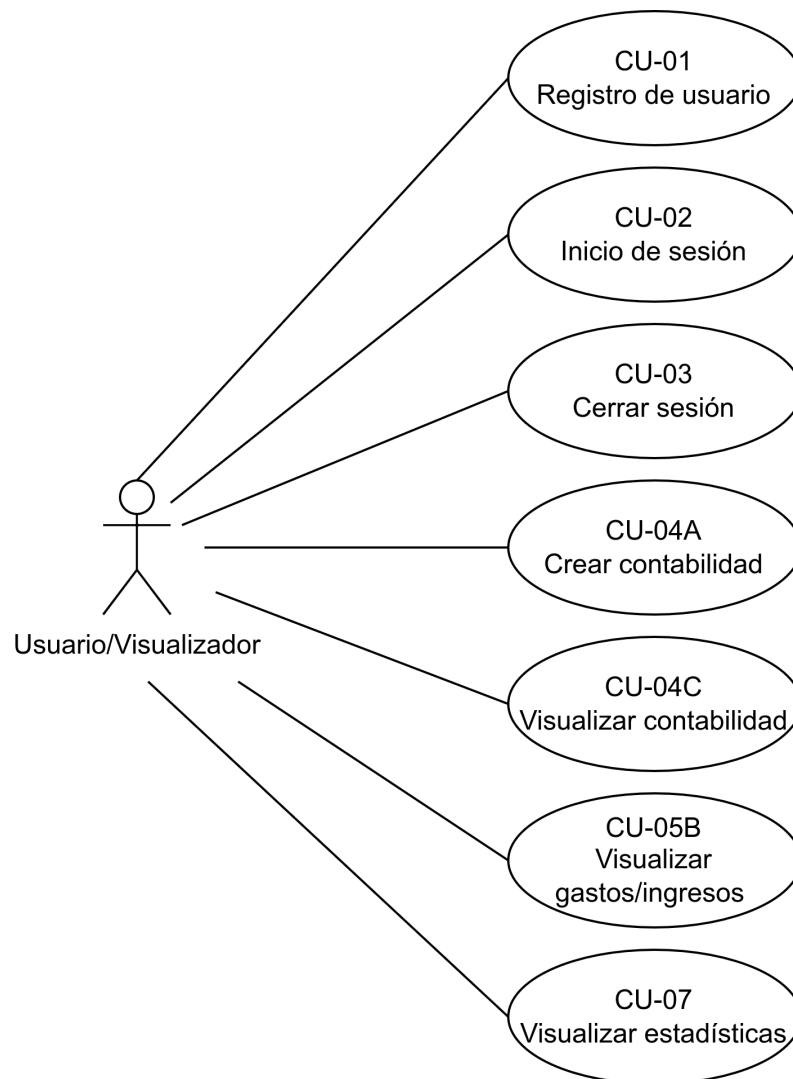 CU-01
Registro de usuario
CU-02
Inicio de sesión
CU-03
Cerrar sesión
CU-04A
Crear contabilidad
Usuario/Visualizador
CU-04C
Visualizar contabilidad
CU-05B
Visualizar
gastos/ingresos
CU-07
Visualizar estadísticas